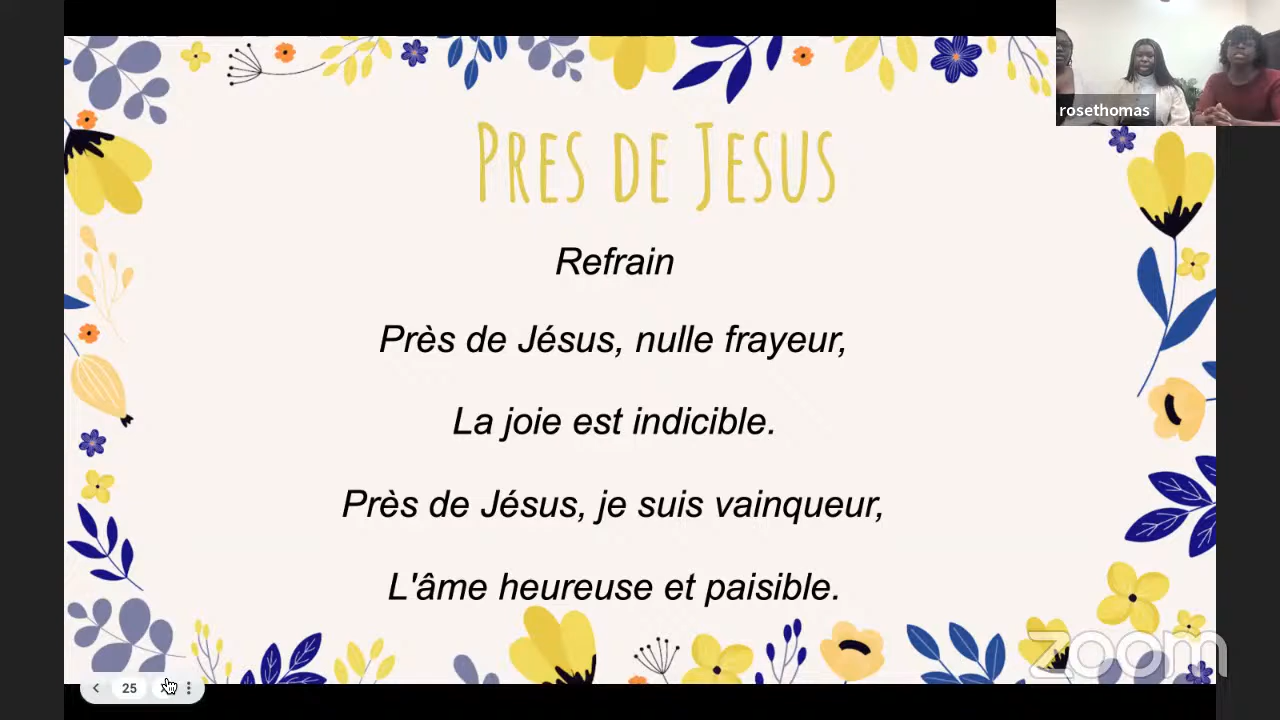 rosethomas
PRES DE JESUS
Refrain
Près de Jésus, nulle frayeur,
La joie est indicible.
Près de Jésus, je suis vainqueur,
L'âme heureuse et paisible.
zoom
25